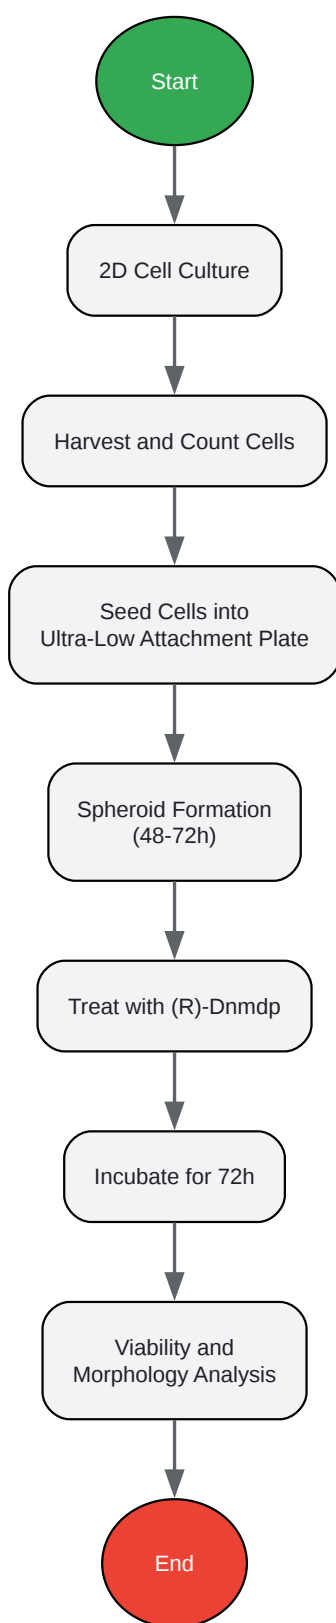 Start
2D Cell Culture
Harvest and Count Cells
Seed Cells into
Ultra-Low Attachment Plate
Spheroid Formation
(48-72h)
Treat with (R)-Dnmdp
Incubate for 72h
Viability and
Morphology Analysis
End